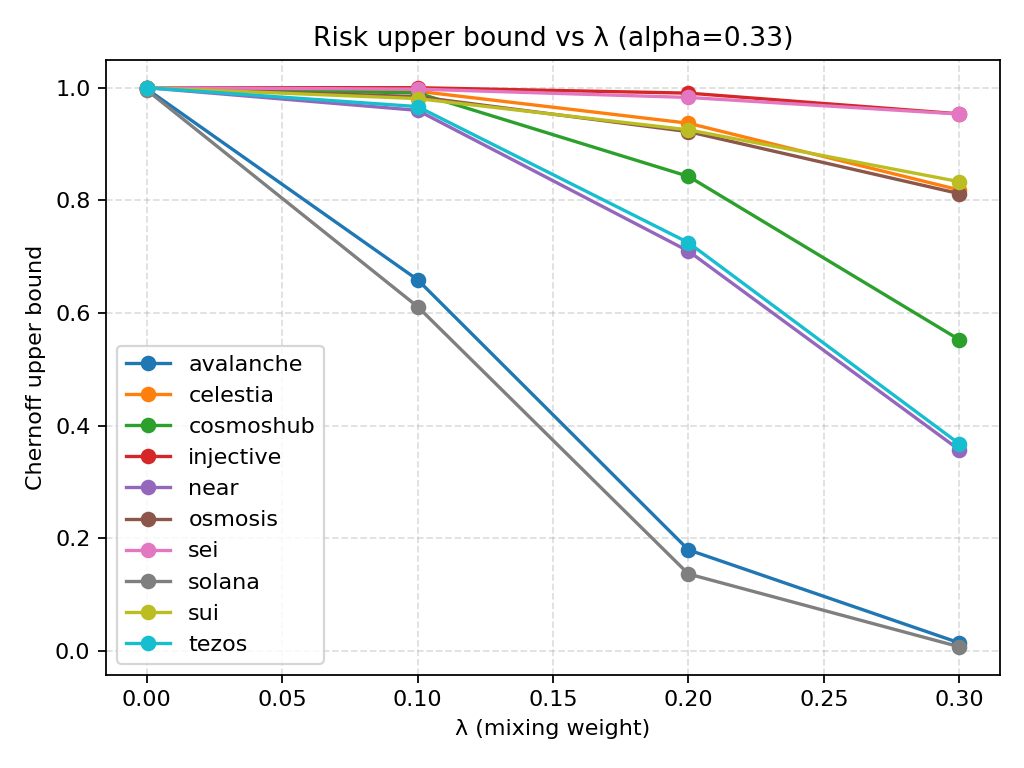 Risk upper bound vs λ (alpha=0.33)
Chernoff upper bound
1.0
0.8
0.6
0.4
0.2
0.0
avalanche
celestia
cosmoshub
injective
near
osmosis
sei
solana
sui
tezos
0.00 0.05 0.10 0.15 0.20 0.25 0.30
λ (mixing weight)